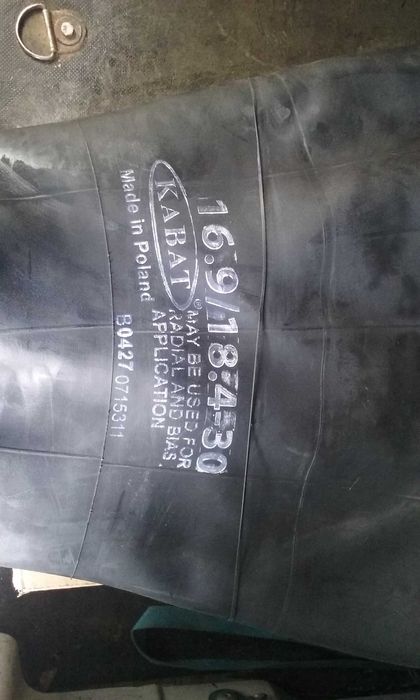 16.9/18.4-30
KABAT®
MAY BE USED FOR
RADIAL AND BIAS
APPLICATION
Made in Poland
B0427 0715311